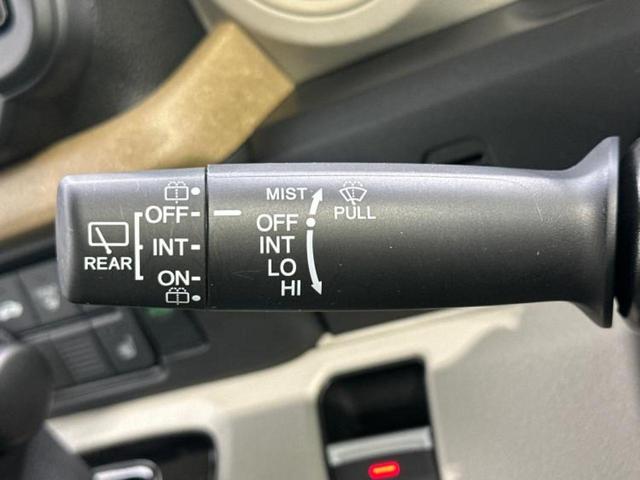 OFF
REAR
INT
ON
MIST
PULL
OFF
INT
LO
HI